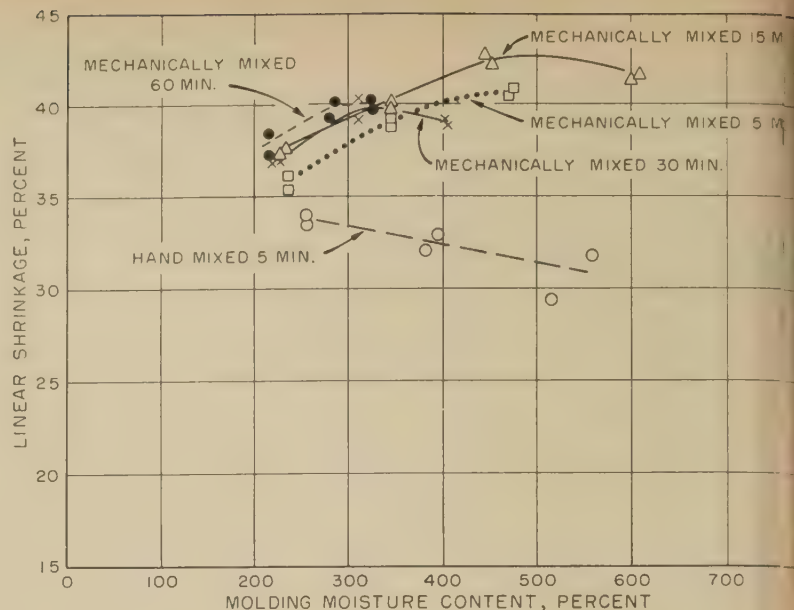 45
40
35
30
25
20
15
LINEAR SHRINKAGE, PERCENT
MECHANICALLY MIXED
60 MIN.
MECHANICALLY MIXED 15 M
MECHANICALLY MIXED 5 M
MECHANICALLY MIXED 30 MIN.
HAND MIXED 5 MIN.
0 100 200 300 400 500 600 700
MOLDING MOISTURE CONTENT, PERCENT